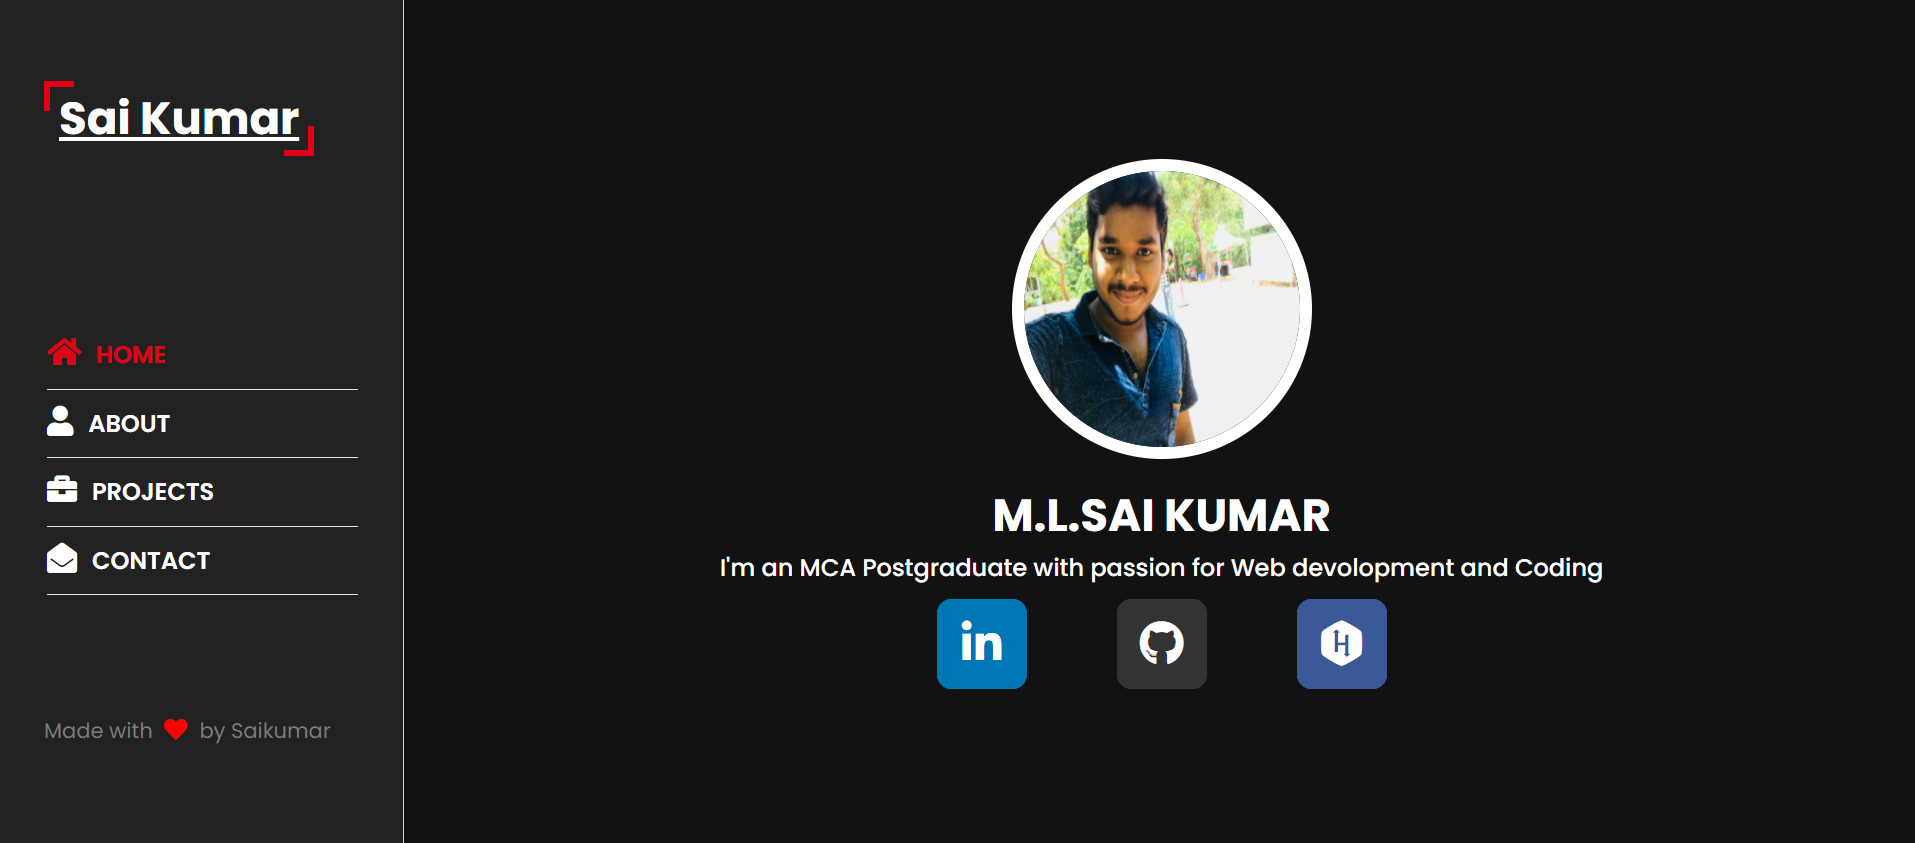 Sai Kumar
HOME
ABOUT
PROJECTS
CONTACT
Made with by Saikumar
M.L.SAI KUMAR
I'm an MCA Postgraduate with passion for Web devolopment and Coding
in
H